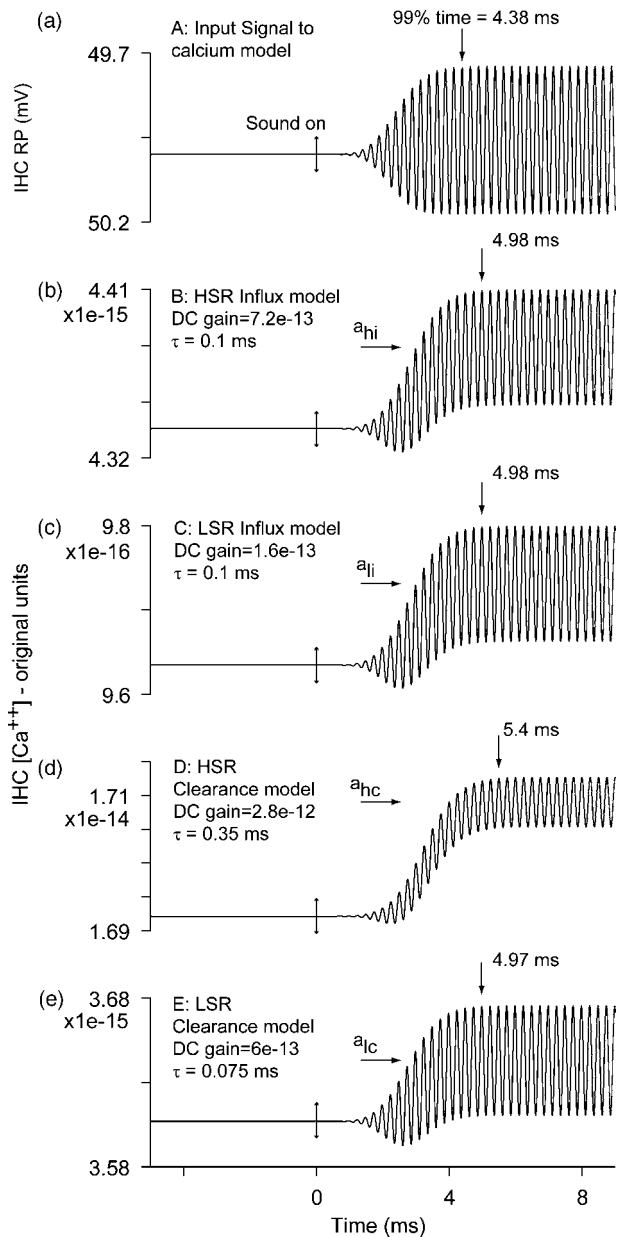 (a)
A: Input Signal to
calcium model
99% time = 4.38 ms
49.7
IHC RP (mV)
Sound on
50.2
4.98 ms
(b)
4.41
x1e-15
B: HSR Influx model
DC gain=7.2e-13
τ = 0.1 ms
ahi
4.32
4.98 ms
(c)
9.8
x1e-16
C: LSR Influx model
DC gain=1.6e-13
τ = 0.1 ms
ali
9.6
IHC [Ca++] - original units
5.4 ms
(d)
1.71
x1e-14
D: HSR
Clearance model
DC gain=2.8e-12
τ = 0.35 ms
ahc
1.69
4.97 ms
(e)
3.68
x1e-15
E: LSR
Clearance model
DC gain=6e-13
τ = 0.075 ms
alc
3.58
0 4 8
Time (ms)